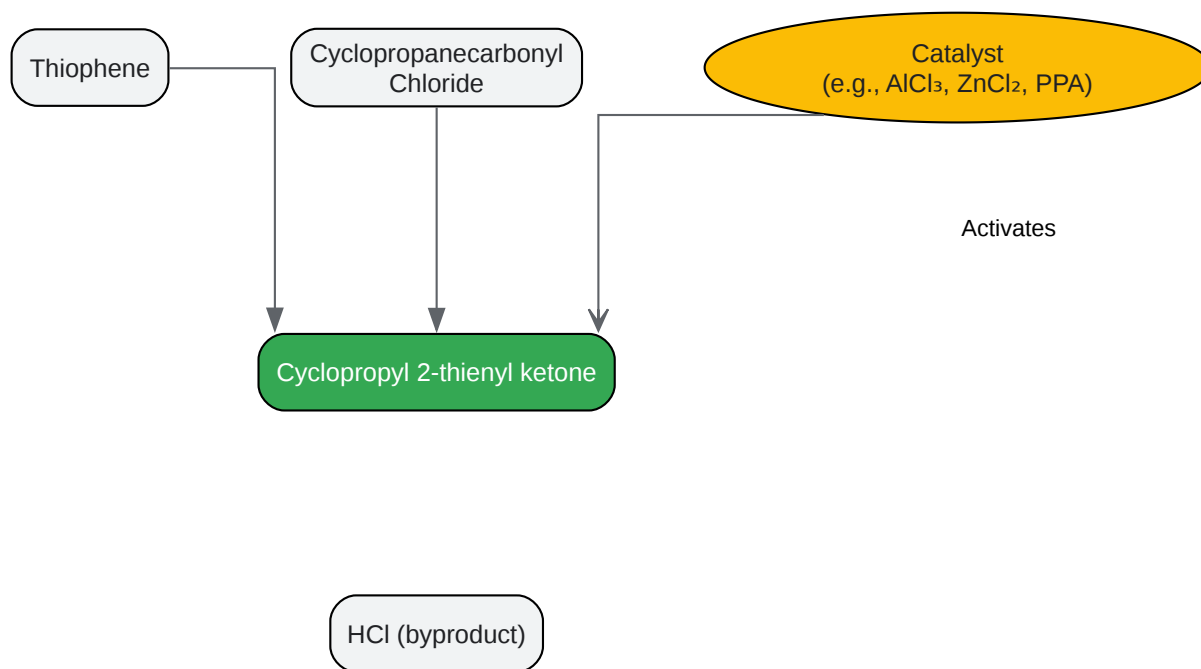 Thiophene
Cyclopropanecarbonyl
Chloride
Catalyst
(e.g., AlCl₃, ZnCl₂, PPA)
Activates
Cyclopropyl 2-thienyl ketone
HCl (byproduct)